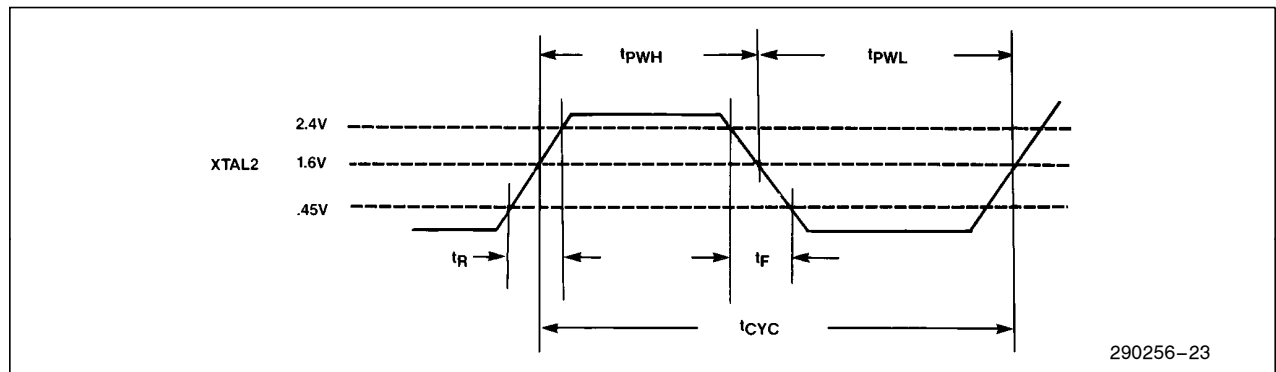 tPWH tPWL
2.4V
XTAL2 1.6V
.45V
tR tF
tCYC
290256–23